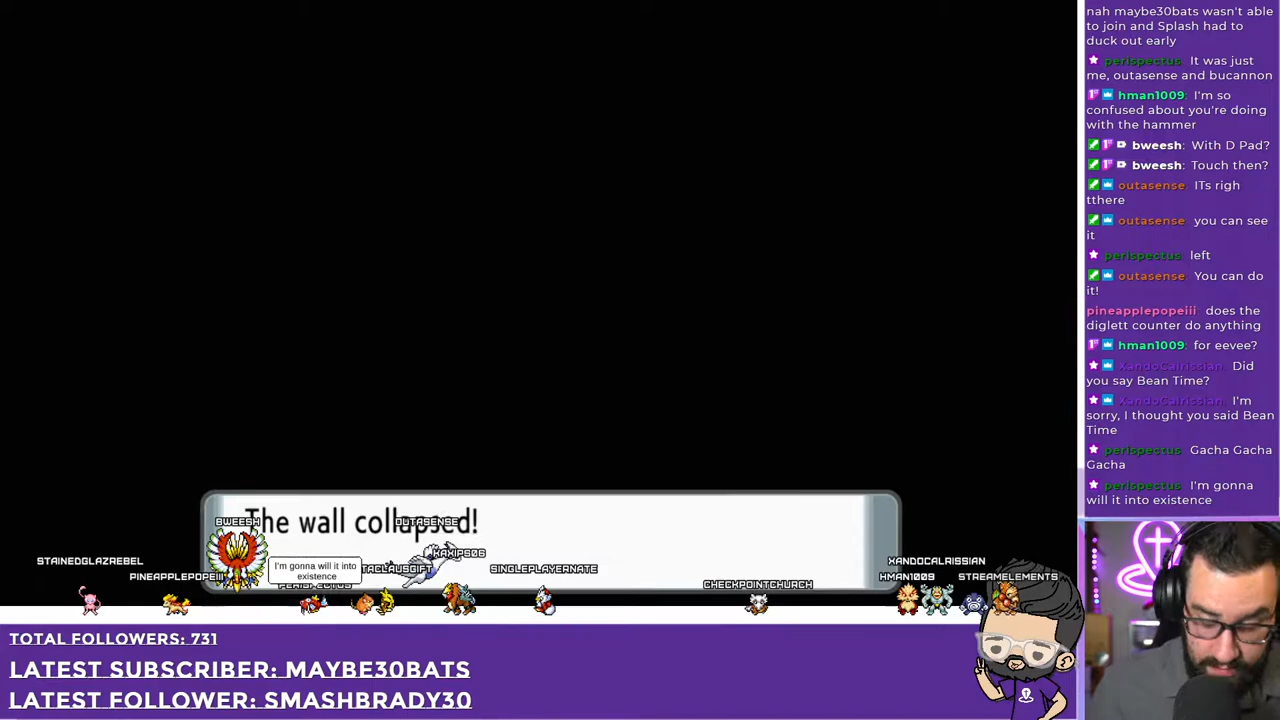 nah maybe30bats wasn't able
to join and Splash had to
duck out early
perispectus: It was just
me, outasense and bucannon
hman1009: I'm so
confused about you're doing
with the hammer
bweesh: With D Pad?
bweesh: Touch then?
outasense: ITs righ
tthere
outasense: you can see
it
perispectus: left
outasense: You can do
it!
pineapplepopeiii: does the
diglett counter do anything
hman1009: for eevee?
XandoCalrissian: Did
you say Bean Time?
XandoCalrissian: I'm
sorry, I thought you said Bean
Time
perispectus: Gacha Gacha
Gacha
perispectus: I'm gonna
will it into existence
The wall collapsed!
BWEESH
OUTASENSE
KAXIPS06
STAINEDGLAZREBEL
I'm gonna will it into
existence
TACLAUSGIFT
SINGLEPLAYERNATE
XANDOCALRISSIAN
PINEAPPLEPOPEIII
CHECKPOINTCHURCH
HMAN1009
STREAMELEMENTS
TOTAL FOLLOWERS: 731
LATEST SUBSCRIBER: MAYBE30BATS
LATEST FOLLOWER: SMASHBRADY30